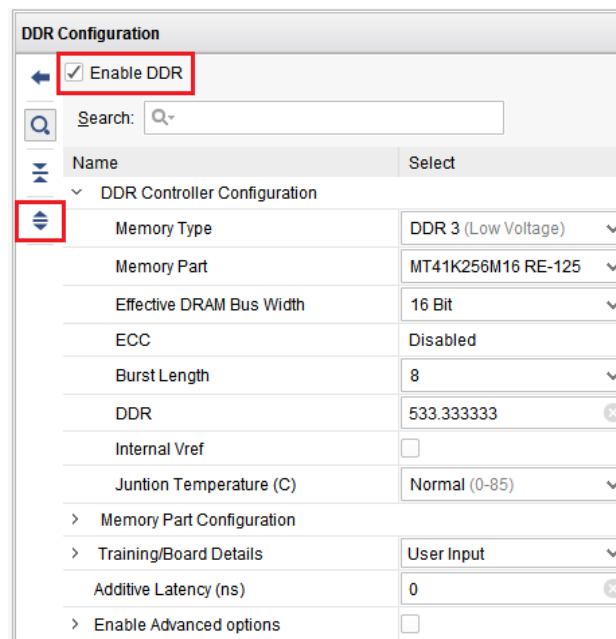 DDR Configuration
Enable DDR
Search:
Name Select
DDR Controller Configuration
Memory Type DDR 3 (Low Voltage)
Memory Part MT41K256M16 RE-125
Effective DRAM Bus Width 16 Bit
ECC Disabled
Burst Length 8
DDR 533.333333
Internal Vref
Juntion Temperature (C) Normal (0-85)
Memory Part Configuration
Training/Board Details User Input
Additive Latency (ns) 0
Enable Advanced options